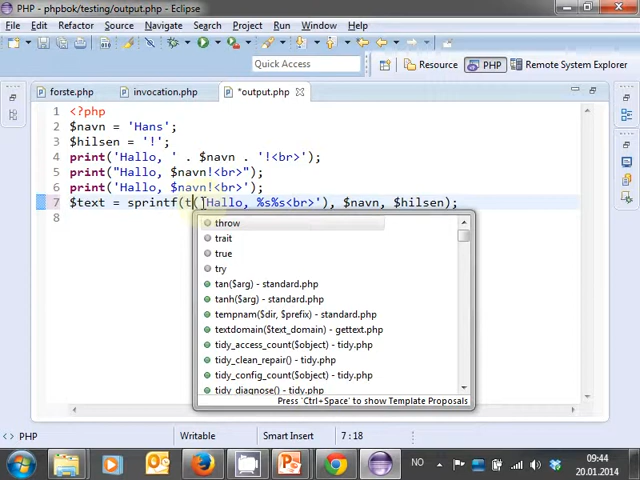 PHP - phpbok/testing/output.php - Eclipse
File Edit Refactor Source Navigate Search Project Run Window Help
Quick Access
Resource PHP Remote System Explorer
forste.php invocation.php *output.php
1 <?php
2 $navn = 'Hans';
3 $hilsen = '!';
4 print('Hallo, ' . $navn . '!<br>');
5 print("Hallo, $navn!<br>");
6 print('Hallo, $navn!<br>');
7 $text = sprintf(t('Hallo, %s%s<br>'), $navn, $hilsen);
8
throw
trait
true
try
tan($arg) - standard.php
tanh($arg) - standard.php
tempnam($dir, $prefix) - standard.php
textdomain($text_domain) - gettext.php
tidy_access_count($object) - tidy.php
tidy_clean_repair() - tidy.php
tidy_config_count($object) - tidy.php
tidy_diagnose() - tidy.php
Press 'Ctrl+Space' to show Template Proposals
PHP Writable Smart Insert 7 : 18
NO 09:44
20.01.2014